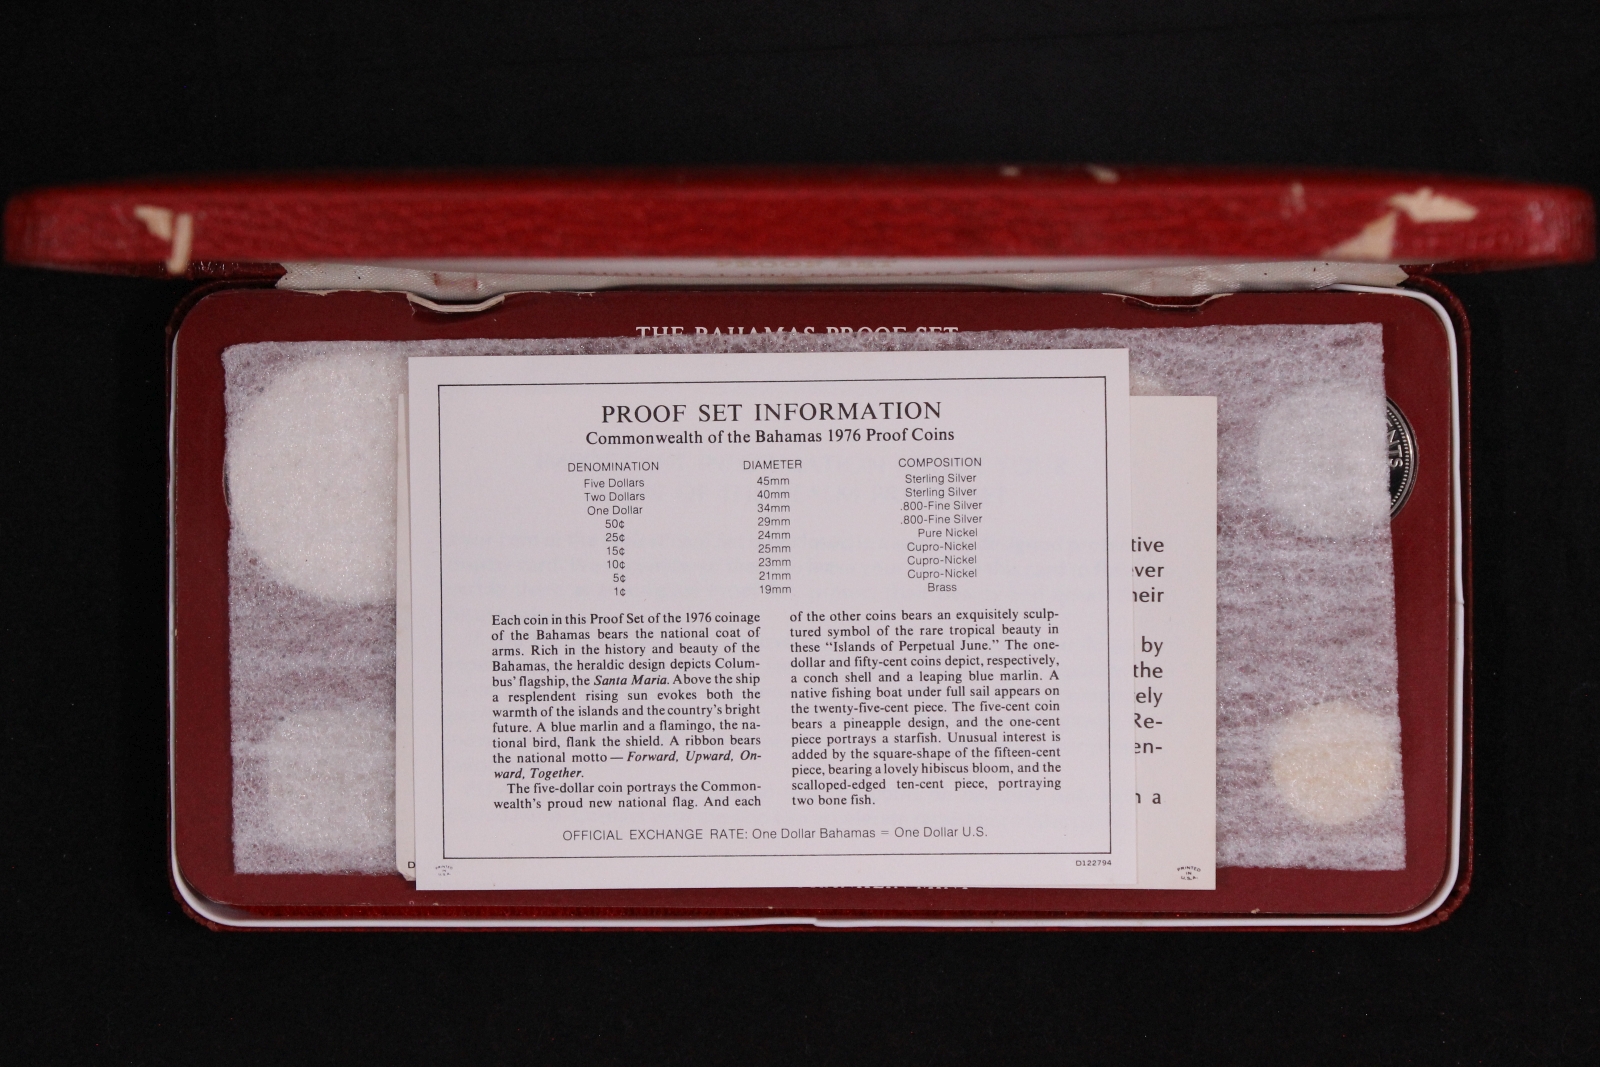 THE BAHAMAS PROOF SET
PROOF SET INFORMATION
Commonwealth of the Bahamas 1976 Proof Coins
DENOMINATION DIAMETER COMPOSITION
Five Dollars 45mm Sterling Silver
Two Dollars 40mm Sterling Silver
One Dollar 34mm .800-Fine Silver
50¢ 29mm .800-Fine Silver
25¢ 24mm Pure Nickel
15¢ 25mm Cupro-Nickel
10¢ 23mm Cupro-Nickel
5¢ 21mm Cupro-Nickel
1¢ 19mm Brass
Each coin in this Proof Set of the 1976 coinage
of the Bahamas bears the national coat of
arms. Rich in the history and beauty of the
Bahamas, the heraldic design depicts Colum-
bus' flagship, the Santa Maria. Above the ship
a resplendent rising sun evokes both the
warmth of the islands and the country's bright
future. A blue marlin and a flamingo, the na-
tional bird, flank the shield. A ribbon bears
the national motto — Forward, Upward, On-
ward, Together.
The five-dollar coin portrays the Common-
wealth's proud new national flag. And each
of the other coins bears an exquisitely sculp-
tured symbol of the rare tropical beauty in
these "Islands of Perpetual June." The one-
dollar and fifty-cent coins depict, respectively,
a conch shell and a leaping blue marlin. A
native fishing boat under full sail appears on
the twenty-five-cent piece. The five-cent coin
bears a pineapple design, and the one-cent
piece portrays a starfish. Unusual interest is
added by the square-shape of the fifteen-cent
piece, bearing a lovely hibiscus bloom, and the
scalloped-edged ten-cent piece, portraying
two bone fish.
OFFICIAL EXCHANGE RATE: One Dollar Bahamas = One Dollar U.S.
PRINTED
IN
U.S.A.
D122794
tive
ver
heir
by
the
ely
Re-
en-
a
D
PRINTED
IN
U.S.A.